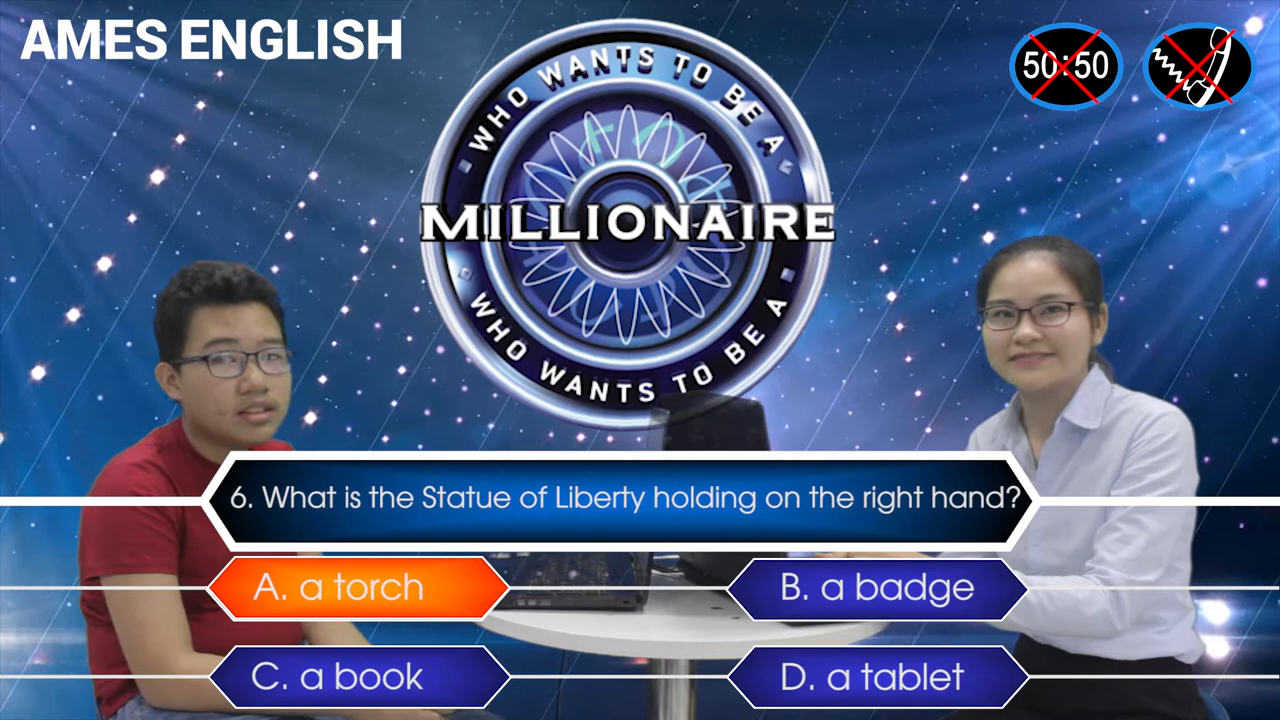 AMES ENGLISH
50:50
WHO WANTS TO BE A
MILLIONAIRE
WHO WANTS TO BE A
6. What is the Statue of Liberty holding on the right hand?
A. a torch
B. a badge
C. a book
D. a tablet